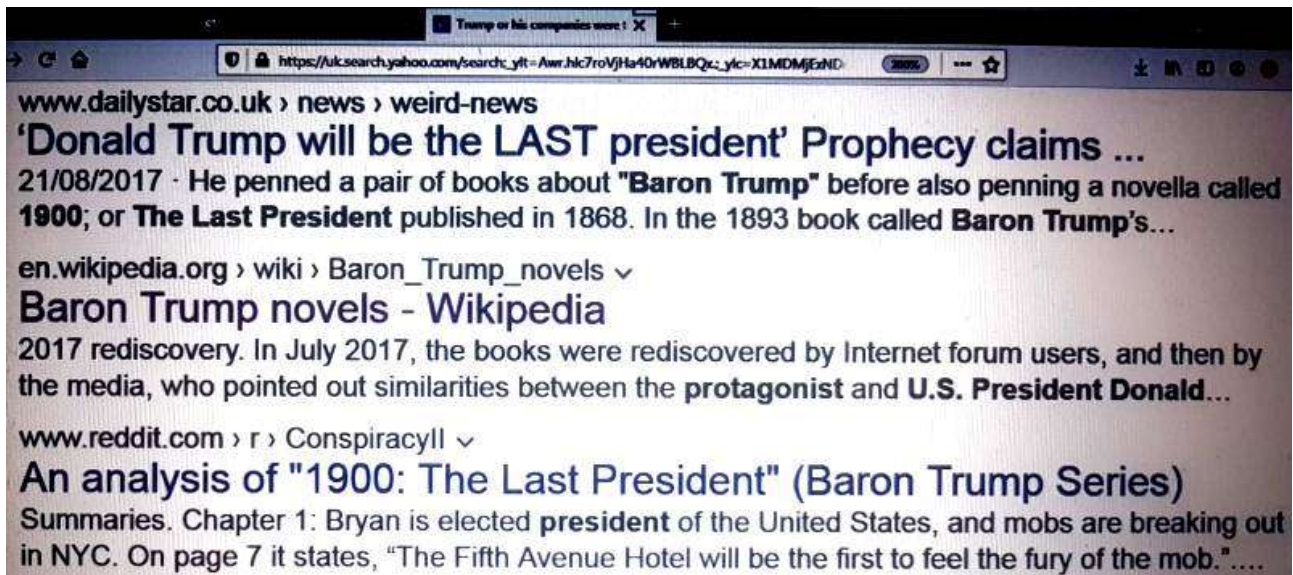 Trump or his companies were t X
https://uk.search.yahoo.com/search;_ylt=
www.dailystar.co.uk › news › weird-news
‘Donald Trump will be the LAST president’ Prophecy claims ...
21/08/2017 · He penned a pair of books about "Baron Trump" before also penning a novella called
1900; or The Last President published in 1868. In the 1893 book called Baron Trump's...
en.wikipedia.org › wiki › Baron_Trump_novels
Baron Trump novels - Wikipedia
2017 rediscovery. In July 2017, the books were rediscovered by Internet forum users, and then by
the media, who pointed out similarities between the protagonist and U.S. President Donald...
www.reddit.com › r › ConspiracyII
An analysis of "1900: The Last President" (Baron Trump Series)
Summaries. Chapter 1: Bryan is elected president of the United States, and mobs are breaking out
in NYC. On page 7 it states, “The Fifth Avenue Hotel will be the first to feel the fury of the mob."....